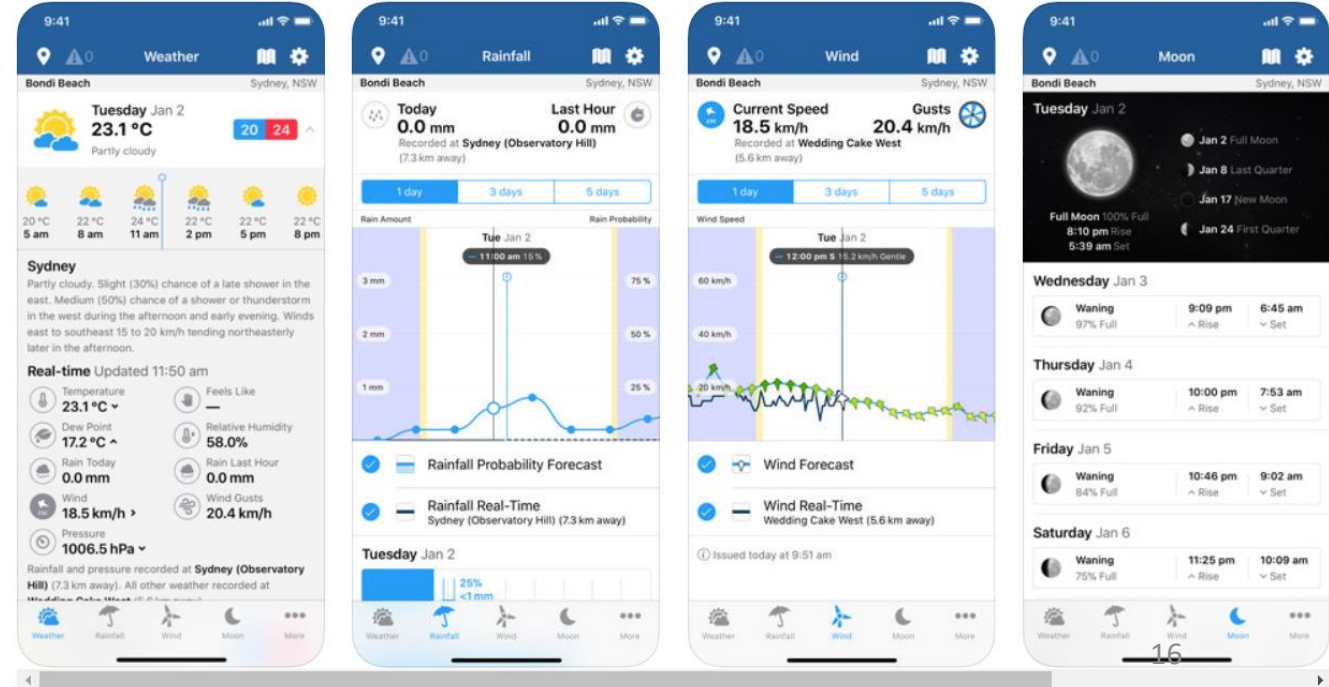 9:41
0 Weather
Bondi Beach Sydney, NSW
Tuesday Jan 2
23.1 °C
20 24
Partly cloudy
20 °C 22 °C 24 °C 22 °C 22 °C 22 °C
5 am 8 am 11 am 2 pm 5 pm 8 pm
Sydney
Partly cloudy. Slight (30%) chance of a late shower in the
east. Medium (50%) chance of a shower or thunderstorm
in the west during the afternoon and early evening. Winds
east to southeast 15 to 20 km/h tending northeasterly
later in the afternoon.
Real-time Updated 11:50 am
Temperature Feels Like
23.1 °C —
Dew Point Relative Humidity
17.2 °C 58.0%
Rain Today Rain Last Hour
0.0 mm 0.0 mm
Wind Wind Gusts
18.5 km/h 20.4 km/h
Pressure
1006.5 hPa
Rainfall and pressure recorded at Sydney (Observatory
Hill) (7.3 km away). All other weather recorded at
Weather Rainfall Wind Moon More
9:41
0 Rainfall
Bondi Beach Sydney, NSW
Today Last Hour
0.0 mm 0.0 mm
Recorded at Sydney (Observatory Hill)
(7.3 km away)
1 day 3 days 5 days
Rain Amount Rain Probability
Tue Jan 2
11:00 am 15%
3 mm 75 %
2 mm 50 %
1 mm 25 %
Rainfall Probability Forecast
Rainfall Real-Time
Sydney (Observatory Hill) (7.3 km away)
Tuesday Jan 2
25%
<1 mm
Weather Rainfall Wind Moon More
9:41
0 Wind
Bondi Beach Sydney, NSW
Current Speed Gusts
18.5 km/h 20.4 km/h
Recorded at Wedding Cake West
(5.6 km away)
1 day 3 days 5 days
Wind Speed
Tue Jan 2
12:00 pm S 15.2 km/h Gentle
60 km/h
40 km/h
20 km/h
Wind Forecast
Wind Real-Time
Wedding Cake West (5.6 km away)
Issued today at 9:51 am
Weather Rainfall Wind Moon More
9:41
0 Moon
Bondi Beach Sydney, NSW
Tuesday Jan 2
Jan 2 Full Moon
Jan 8 Last Quarter
Jan 17 New Moon
Jan 24 First Quarter
Full Moon 100% Full
8:10 pm Rise
5:39 am Set
Wednesday Jan 3
Waning 9:09 pm 6:45 am
97% Full Rise Set
Thursday Jan 4
Waning 10:00 pm 7:53 am
92% Full Rise Set
Friday Jan 5
Waning 10:46 pm 9:02 am
84% Full Rise Set
Saturday Jan 6
Waning 11:25 pm 10:09 am
75% Full Rise Set
Weather Rainfall Wind Moon More
16